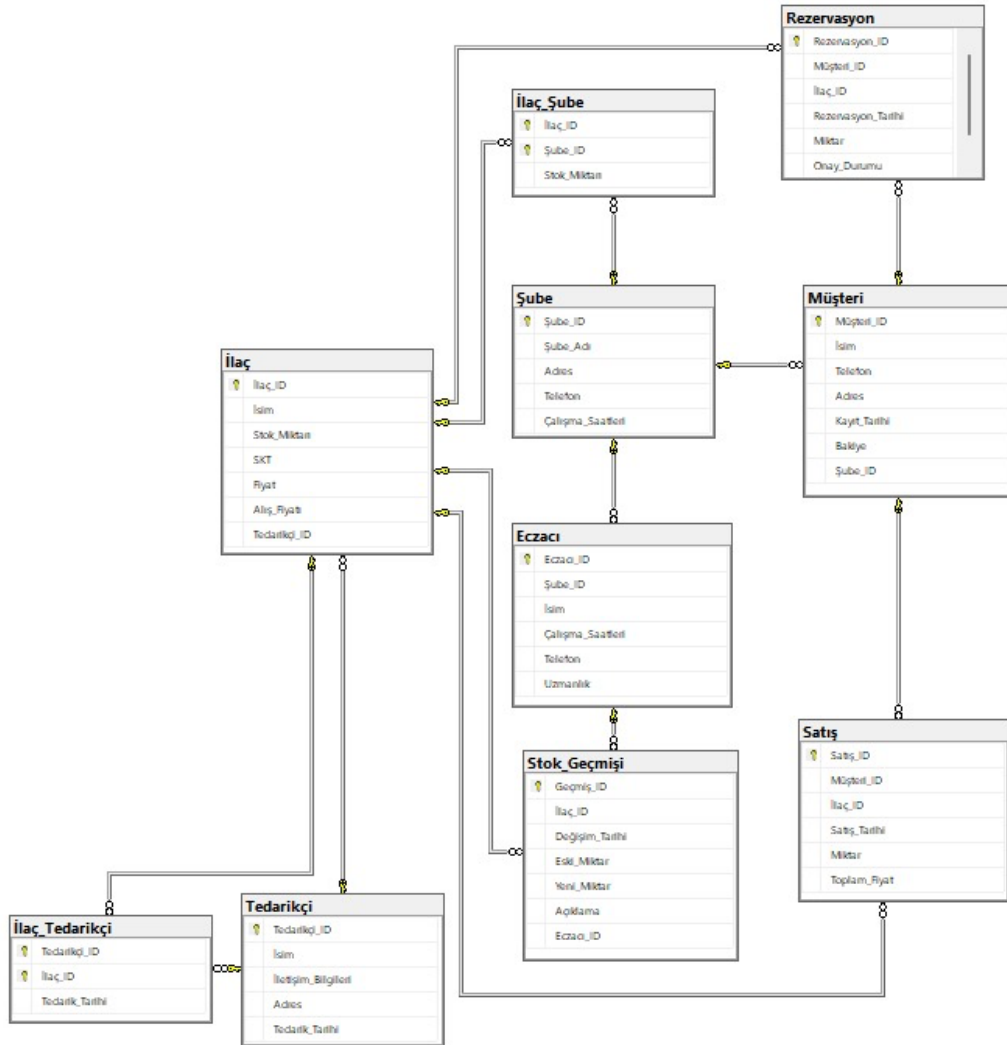 Rezervasyon
Rezervasyon_ID
Müşteri_ID
İlaç_ID
Rezervasyon_Tarihi
Miktar
Onay_Durumu
İlaç_Şube
İlaç_ID
Şube_ID
Stok_Miktarı
Şube
Şube_ID
Şube_Adı
Adres
Telefon
Çalışma_Saatleri
Müşteri
Müşteri_ID
İsim
Telefon
Adres
Kayıt_Tarihi
Bakiye
Şube_ID
İlaç
İlaç_ID
İsim
Stok_Miktarı
SKT
Fiyat
Alış_Fiyatı
Tedarikçi_ID
Eczacı
Eczacı_ID
Şube_ID
İsim
Çalışma_Saatleri
Telefon
Uzmanlık
Stok_Geçmişi
Geçmiş_ID
İlaç_ID
Değişim_Tarihi
Eski_Miktar
Yeni_Miktar
Açıklama
Eczacı_ID
Satış
Satış_ID
Müşteri_ID
İlaç_ID
Satış_Tarihi
Miktar
Toplam_Fiyat
İlaç_Tedarikçi
Tedarikçi_ID
İlaç_ID
Tedarik_Tarihi
Tedarikçi
Tedarikçi_ID
İsim
İletişim_Bilgileri
Adres
Tedarik_Tarihi